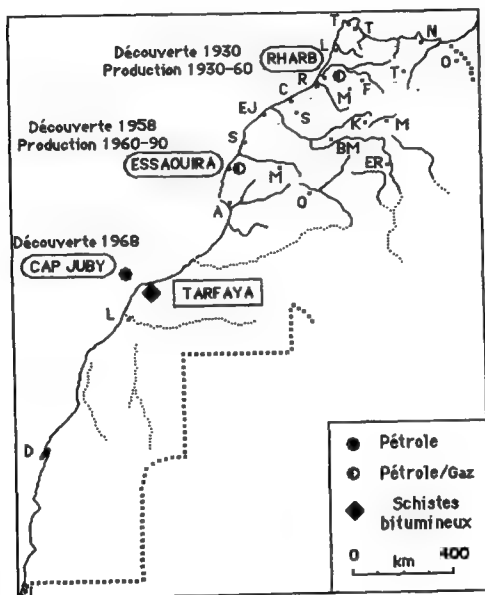 T T
L N
Découverte 1930
Production 1930-60
RHARB
O
R T
C M F
EJ S
Découverte 1958
Production 1960-90
K M
S
BM
ESSAOUIRA
M ER
O
A
Découverte 1968
CAP JUBY
TARFAYA
L
D
Pétrole
Pétrole/Gaz
Schistes
bitumineux
0 400
km